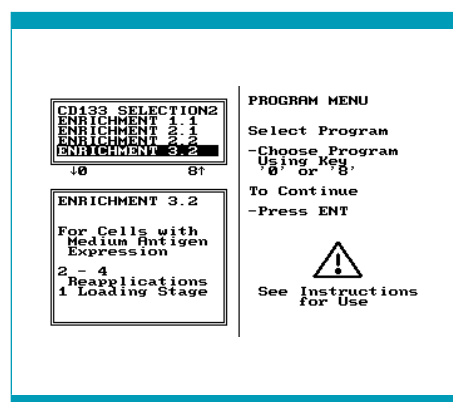 CD133 SELECTION2
ENRICHMENT 1.1
ENRICHMENT 2.1
ENRICHMENT 2.2
ENRICHMENT 3.2
↓0 8↑
ENRICHMENT 3.2
For Cells with
Medium Antigen
Expression
2 - 4
Reapplications
1 Loading Stage
PROGRAM MENU
Select Program
-Choose Program
Using Key
'0' or '8'
To Continue
-Press ENT
See Instructions
for Use